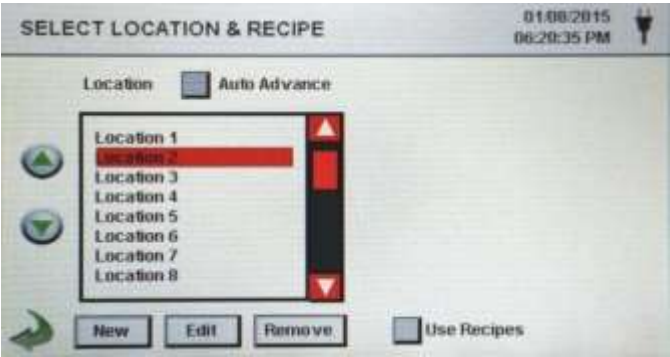 SELECT LOCATION & RECIPE
01/08/2015
06:20:35 PM
Location
Auto Advance
Location 1
Location 2
Location 3
Location 4
Location 5
Location 6
Location 7
Location 8
New
Edit
Remove
Use Recipes